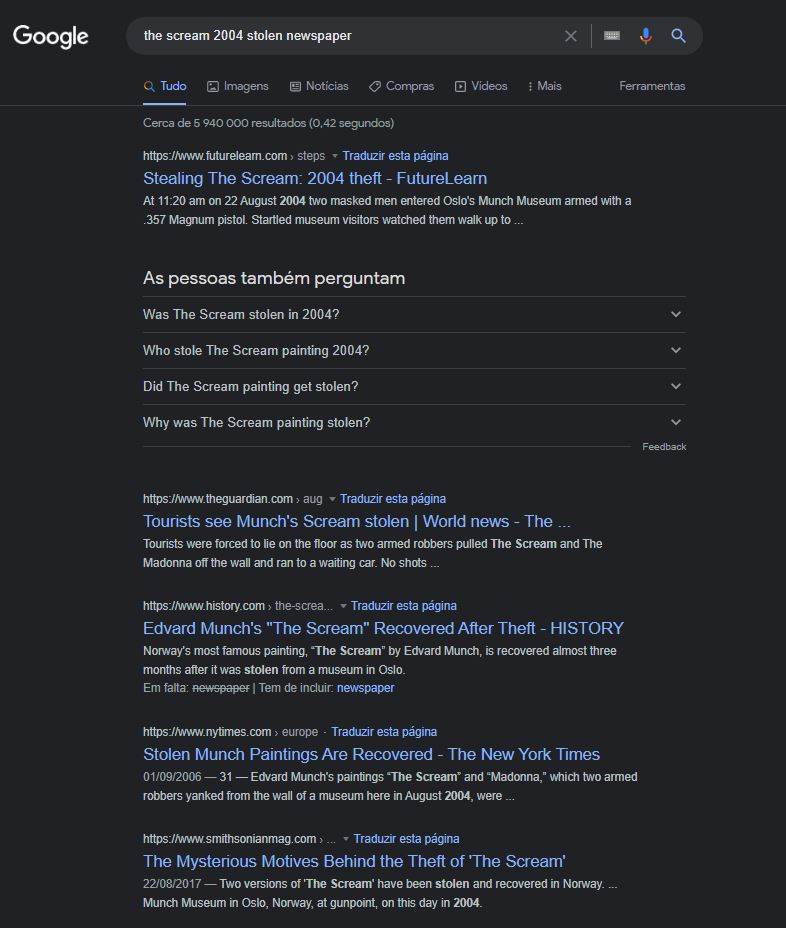 Google
the scream 2004 stolen newspaper
Tudo Imagens Notícias Compras Vídeos Mais Ferramentas
Cerca de 5 940 000 resultados (0,42 segundos)
https://www.futurelearn.com › steps Traduzir esta página
Stealing The Scream: 2004 theft - FutureLearn
At 11:20 am on 22 August 2004 two masked men entered Oslo's Munch Museum armed with a
.357 Magnum pistol. Startled museum visitors watched them walk up to ...
As pessoas também perguntam
Was The Scream stolen in 2004?
Who stole The Scream painting 2004?
Did The Scream painting get stolen?
Why was The Scream painting stolen?
Feedback
https://www.theguardian.com › aug Traduzir esta página
Tourists see Munch's Scream stolen | World news - The ...
Tourists were forced to lie on the floor as two armed robbers pulled The Scream and The
Madonna off the wall and ran to a waiting car. No shots ...
https://www.history.com › the-screa... Traduzir esta página
Edvard Munch's "The Scream" Recovered After Theft - HISTORY
Norway's most famous painting, “The Scream” by Edvard Munch, is recovered almost three
months after it was stolen from a museum in Oslo.
Em falta: newspaper | Tem de incluir: newspaper
https://www.nytimes.com › europe · Traduzir esta página
Stolen Munch Paintings Are Recovered - The New York Times
01/09/2006 — 31 — Edvard Munch's paintings “The Scream” and “Madonna,” which two armed
robbers yanked from the wall of a museum here in August 2004, were ...
https://www.smithsonianmag.com › ... Traduzir esta página
The Mysterious Motives Behind the Theft of 'The Scream'
22/08/2017 — Two versions of 'The Scream' have been stolen and recovered in Norway. ...
Munch Museum in Oslo, Norway, at gunpoint, on this day in 2004.